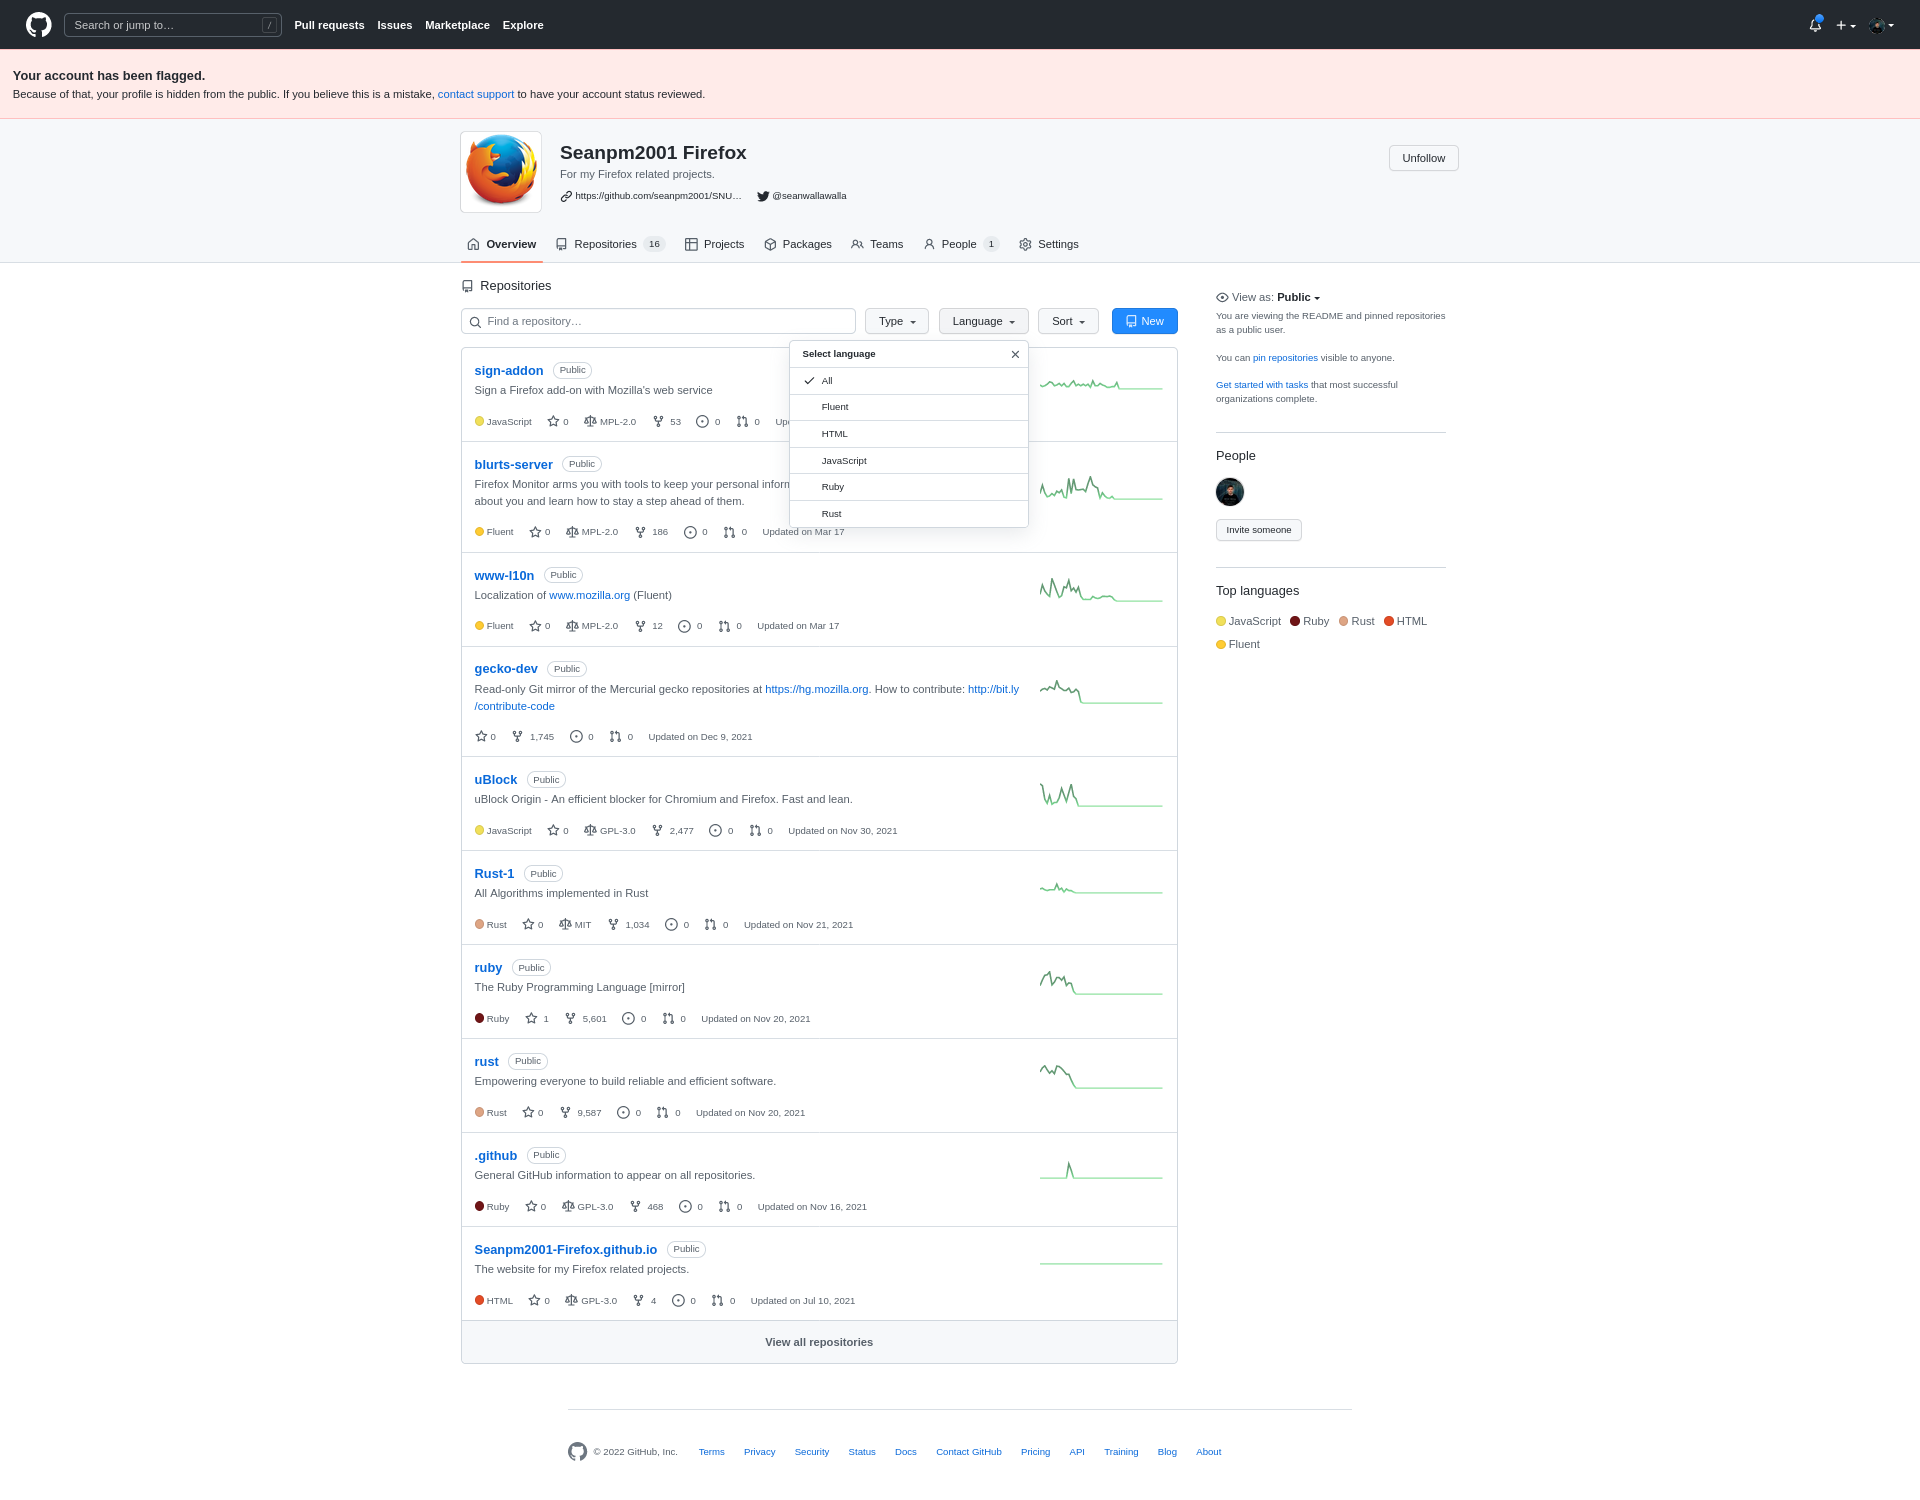 Search or jump to…
/
Pull requests Issues Marketplace Explore
Your account has been flagged.
Because of that, your profile is hidden from the public. If you believe this is a mistake, contact support to have your account status reviewed.
Seanpm2001 Firefox
Unfollow
For my Firefox related projects.
https://github.com/seanpm2001/SNU… @seanwallawalla
Overview Repositories 16 Projects Packages Teams People 1 Settings
Repositories
Find a repository…
Type Language Sort New
Select language
All
Fluent
HTML
JavaScript
Ruby
Rust
sign-addon Public
Sign a Firefox add-on with Mozilla's web service
JavaScript 0 MPL-2.0 53 0 0
blurts-server Public
Firefox Monitor arms you with tools to keep your personal
about you and learn how to stay a step ahead of them.
Fluent 0 MPL-2.0 186 0 0 Updated on Mar 17
www-l10n Public
Localization of www.mozilla.org (Fluent)
Fluent 0 MPL-2.0 12 0 0 Updated on Mar 17
gecko-dev Public
Read-only Git mirror of the Mercurial gecko repositories at https://hg.mozilla.org. How to contribute: http://bit.ly
/contribute-code
0 1,745 0 0 Updated on Dec 9, 2021
uBlock Public
uBlock Origin - An efficient blocker for Chromium and Firefox. Fast and lean.
JavaScript 0 GPL-3.0 2,477 0 0 Updated on Nov 30, 2021
Rust-1 Public
All Algorithms implemented in Rust
Rust 0 MIT 1,034 0 0 Updated on Nov 21, 2021
ruby Public
The Ruby Programming Language [mirror]
Ruby 1 5,601 0 0 Updated on Nov 20, 2021
rust Public
Empowering everyone to build reliable and efficient software.
Rust 0 9,587 0 0 Updated on Nov 20, 2021
.github Public
General GitHub information to appear on all repositories.
Ruby 0 GPL-3.0 468 0 0 Updated on Nov 16, 2021
Seanpm2001-Firefox.github.io Public
The website for my Firefox related projects.
HTML 0 GPL-3.0 4 0 0 Updated on Jul 10, 2021
View all repositories
View as: Public
You are viewing the README and pinned repositories
as a public user.
You can pin repositories visible to anyone.
Get started with tasks that most successful
organizations complete.
People
Invite someone
Top languages
JavaScript Ruby Rust HTML
Fluent
© 2022 GitHub, Inc. Terms Privacy Security Status Docs Contact GitHub Pricing API Training Blog About